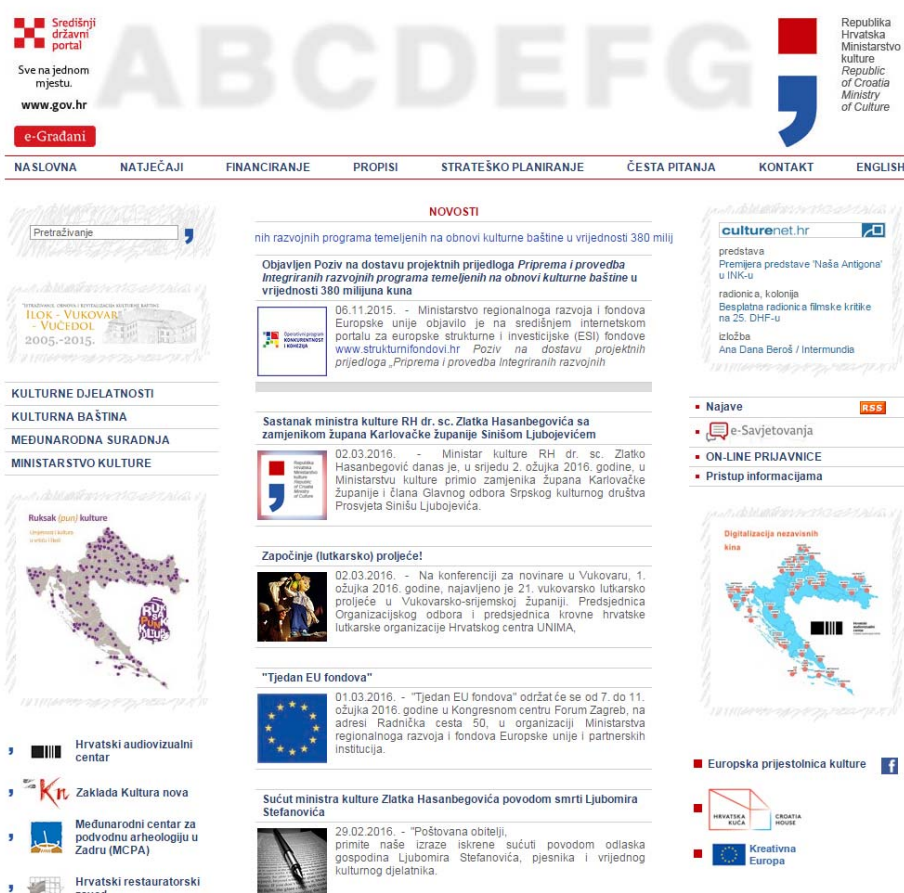 Središnji
državni
portal
Sve na jednom
mjestu.
www.gov.hr
e-Građani
ABCDEFG
Republika
Hrvatska
Ministarstvo
kulture
Republic
of Croatia
Ministry
of Culture
NASLOVNA NATJEČAJI FINANCIRANJE PROPISI STRATEŠKO PLANIRANJE ČESTA PITANJA KONTAKT ENGLISH
Pretraživanje
ILOK - VUKOVAR
- VUČEDOL
2005.-2015.
KULTURNE DJELATNOSTI
KULTURNA BAŠTINA
MEĐUNARODNA SURADNJA
MINISTARSTVO KULTURE
Ruksak (pun) kulture
RUKSAK
PUN
KULTURE
Hrvatski audiovizualni
centar
Kn
Zaklada Kultura nova
Međunarodni centar za
podvodnu arheologiju u
Zadru (MCPA)
Hrvatski restauratorski
NOVOSTI
nih razvojnih programa temeljenih na obnovi kulturne baštine u vrijednosti 380 milij
Objavljen Poziv na dostavu projektnih prijedloga Priprema i provedba
Integriranih razvojnih programa temeljenih na obnovi kulturne baštine u
vrijednosti 380 milijuna kuna
Operativni program
KONKURENTNOST
I KOHEZIJA
06.11.2015. - Ministarstvo regionalnoga razvoja i fondova
Europske unije objavilo je na središnjem internetskom
portalu za europske strukturne i investicijske (ESI) fondove
www.strukturnifondovi.hr Poziv na dostavu projektnih
prijedloga „Priprema i provedba Integriranih razvojnih
Sastanak ministra kulture RH dr. sc. Zlatka Hasanbegovića sa
zamjenikom župana Karlovačke županije Sinišom Ljubojevićem
02.03.2016. - Ministar kulture RH dr. sc. Zlatko
Hasanbegović danas je, u srijedu 2. ožujka 2016. godine, u
Ministarstvu kulture primio zamjenika župana Karlovačke
županije i člana Glavnog odbora Srpskog kulturnog društva
Prosvjeta Sinišu Ljubojevića.
Započinje (lutkarsko) proljeće!
02.03.2016. - Na konferenciji za novinare u Vukovaru, 1.
ožujka 2016. godine, najavljeno je 21. vukovarsko lutkarsko
proljeće u Vukovarsko-srijemskoj županiji. Predsjednica
Organizacijskog odbora i predsjednica krovne hrvatske
lutkarske organizacije Hrvatskog centra UNIMA,
"Tjedan EU fondova"
01.03.2016. - "Tjedan EU fondova" održat će se od 7. do 11.
ožujka 2016. godine u Kongresnom centru Forum Zagreb, na
adresi Radnička cesta 50, u organizaciji Ministarstva
regionalnoga razvoja i fondova Europske unije i partnerskih
institucija.
Sućut ministra kulture Zlatka Hasanbegovića povodom smrti Ljubomira
Stefanovića
29.02.2016. - "Poštovana obitelji,
primite naše izraze iskrene sućuti povodom odlaska
gospodina Ljubomira Stefanovića, pjesnika i vrijednog
kulturnog djelatnika.
culturenet.hr
predstava
Premijera predstave 'Naša Antigona'
u INK-u
radionica, kolonija
Besplatna radionica filmske kritike
na 25. DHF-u
izložba
Ana Dana Beroš / Intermundia
Najave RSS
e-Savjetovanja
ON-LINE PRIJAVNICE
Pristup informacijama
Digitalizacija nezavisnih
kina
Europska prijestolnica kulture f
HRVATSKA
KUĆA
CROATIA
HOUSE
Kreativna
Europa